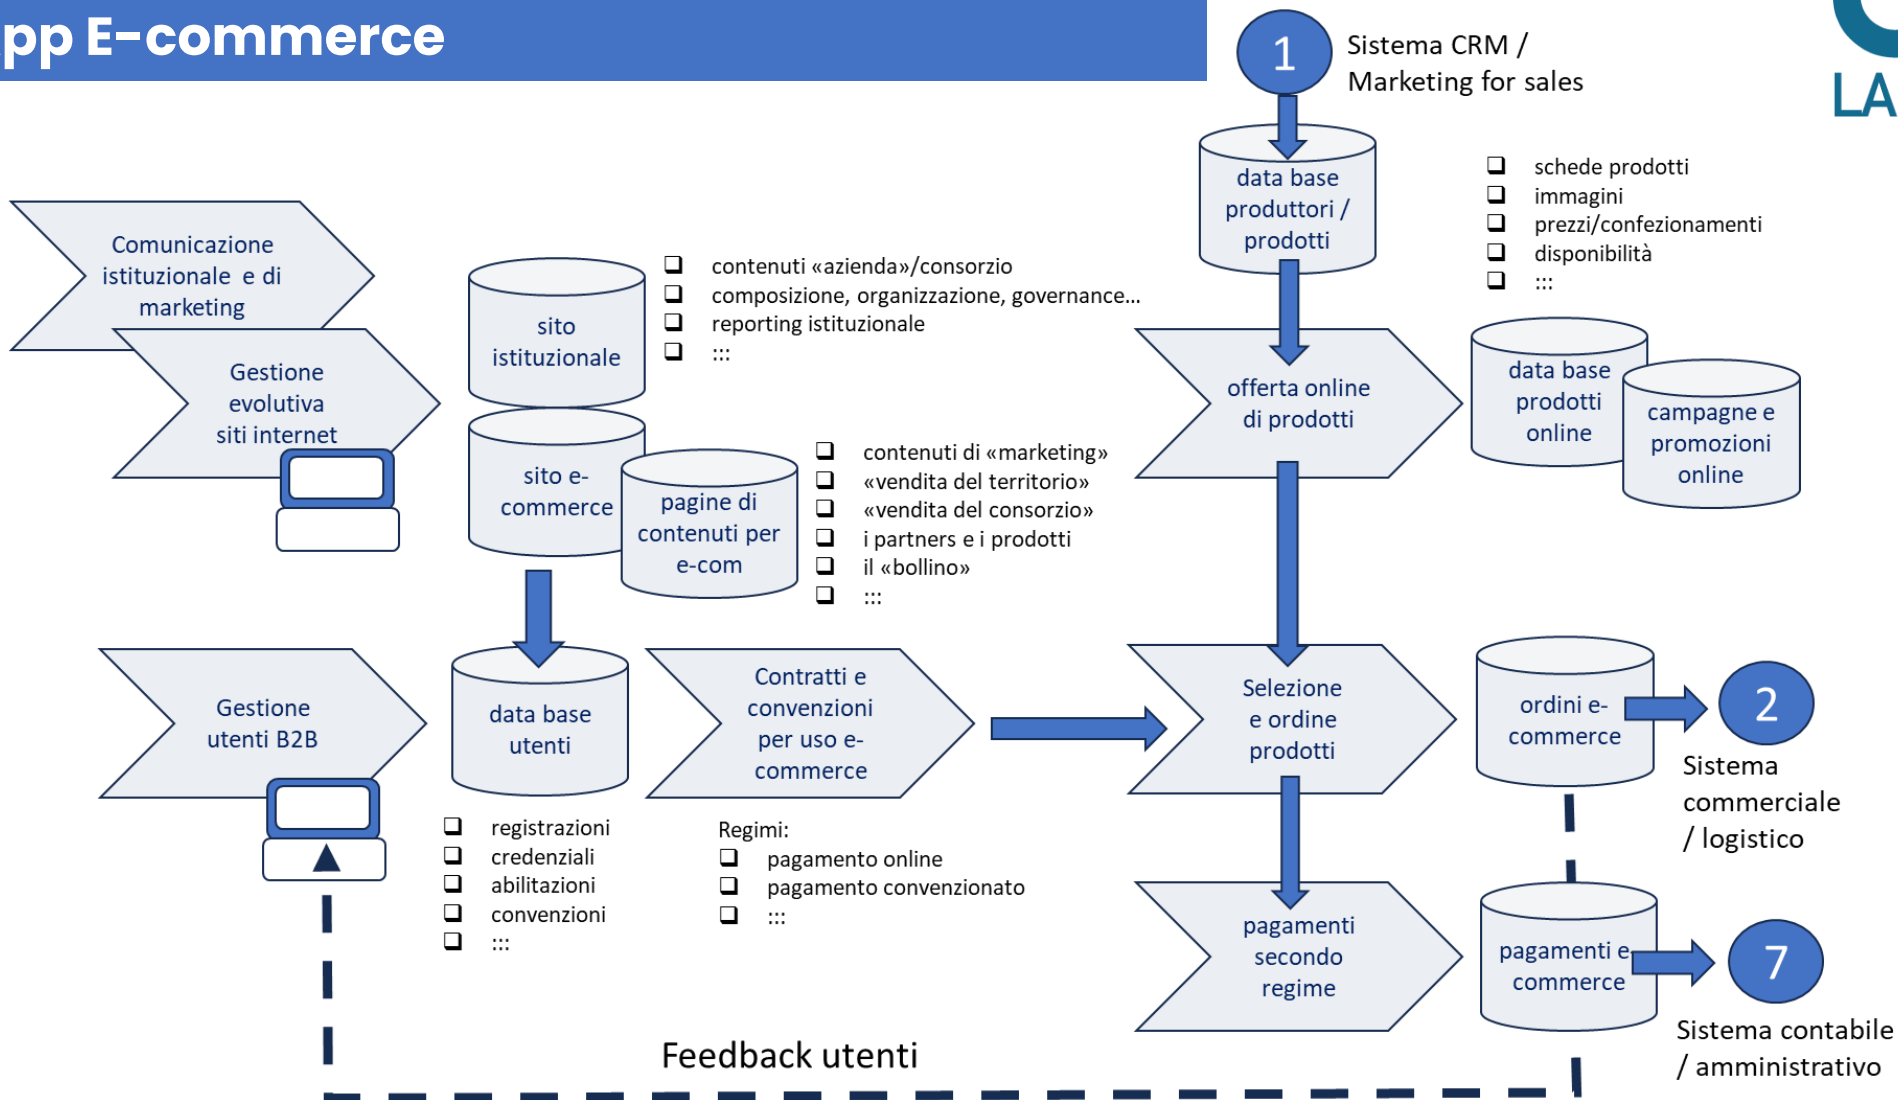 pp E-commerce
1
Sistema CRM /
Marketing for sales
LA
data base
produttori /
prodotti
schede prodotti
immagini
prezzi/confezionamenti
disponibilità
:::
Comunicazione
istituzionale e di
marketing
Gestione
evolutiva
siti internet
sito
istituzionale
contenuti «azienda»/consorzio
composizione, organizzazione, governance...
reporting istituzionale
:::
sito e-
commerce
pagine di
contenuti per
e-com
contenuti di «marketing»
«vendita del territorio»
«vendita del consorzio»
i partners e i prodotti
il «bollino»
:::
offerta online
di prodotti
data base
prodotti
online
campagne e
promozioni
online
Gestione
utenti B2B
data base
utenti
registrazioni
credenziali
abilitazioni
convenzioni
:::
Contratti e
convenzioni
per uso e-
commerce
Regimi:
pagamento online
pagamento convenzionato
:::
Selezione
e ordine
prodotti
ordini e-
commerce
2
Sistema
commerciale
/ logistico
pagamenti
secondo
regime
pagamenti e-
commerce
7
Sistema contabile
/ amministrativo
Feedback utenti